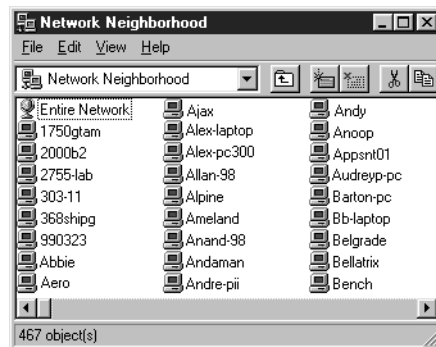 Network Neighborhood
File Edit View Help
Network Neighborhood
Entire Network
1750gtam
2000b2
2755-lab
303-11
368shipg
990323
Abbie
Aero
Ajax
Alex-laptop
Alex-pc300
Allan-98
Alpine
Ameland
Anand-98
Andaman
Andre-pii
Andy
Anoop
Appsnt01
Audreyp-pc
Barton-pc
Bb-laptop
Belgrade
Bellatrix
Bench
467 object(s)